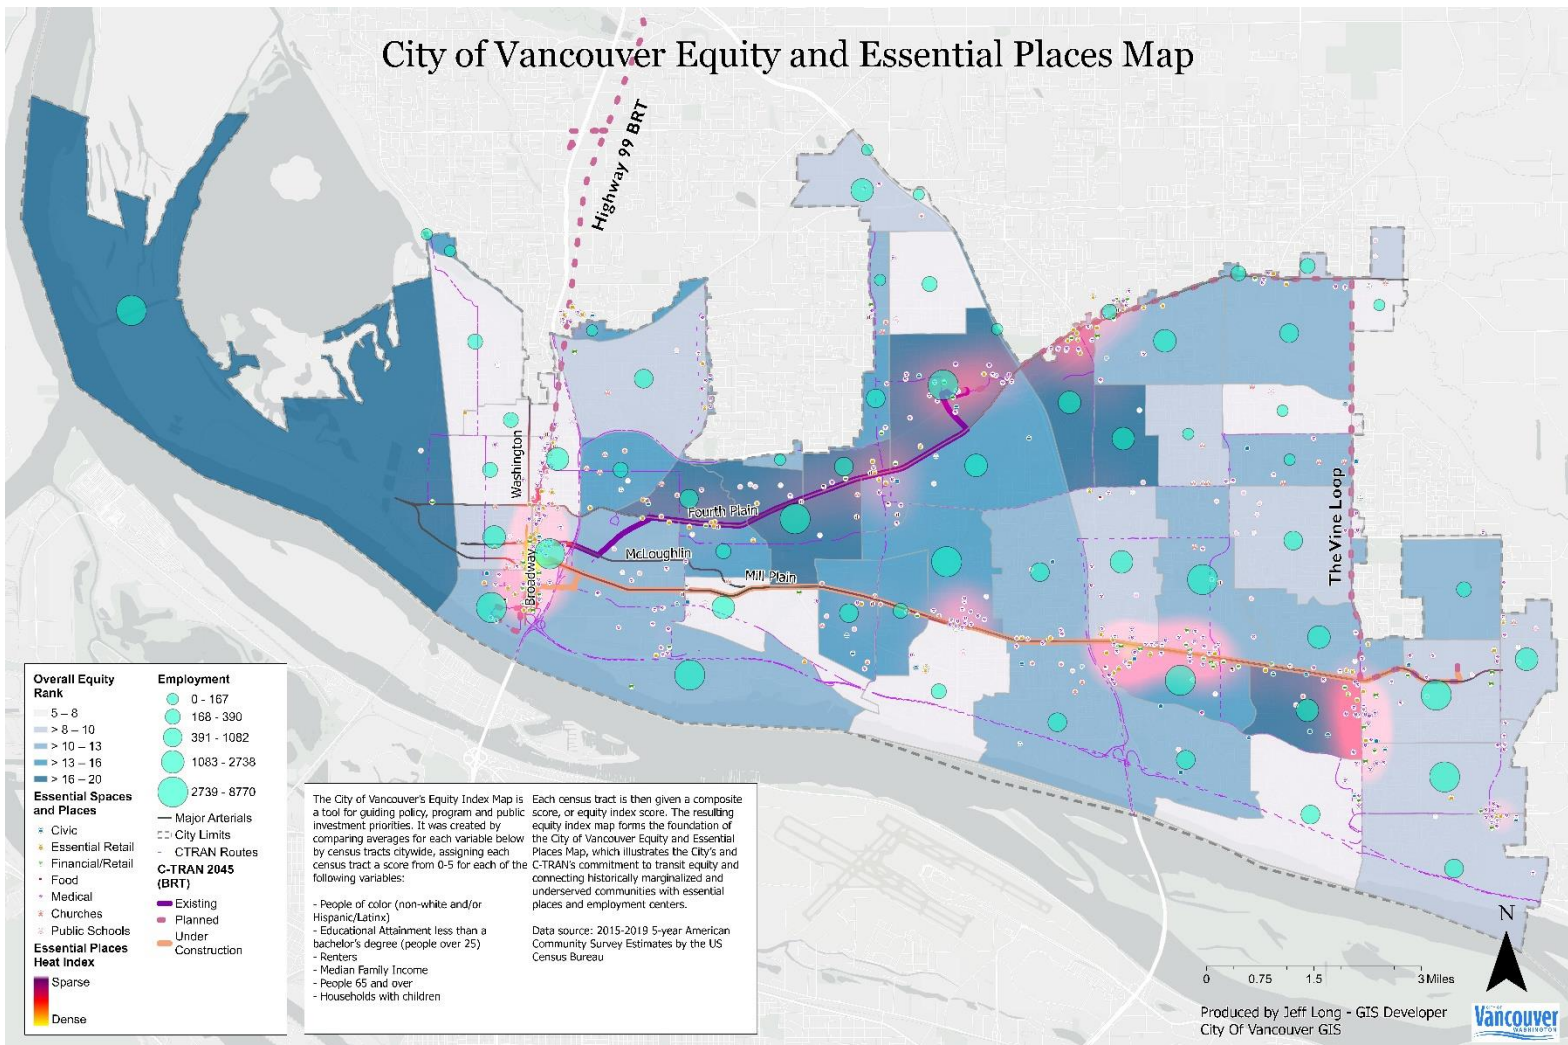 City of Vancouver Equity and Essential Places Map
Highway 99 BRT
Washington
Fourth Plain
McLoughlin
Broadway
Mill Plain
The Vine Loop
Overall Equity
Rank
5 – 8
> 8 – 10
> 10 – 13
> 13 – 16
> 16 – 20
Essential Spaces
and Places
Civic
Essential Retail
Financial/Retail
Food
Medical
Churches
Public Schools
Essential Places
Heat Index
Sparse
Dense
Employment
0 - 167
168 - 390
391 - 1082
1083 - 2738
2739 - 8770
Major Arterials
City Limits
CTRAN Routes
C-TRAN 2045
(BRT)
Existing
Planned
Under
Construction
The City of Vancouver's Equity Index Map is
a tool for guiding policy, program and public
investment priorities. It was created by
comparing averages for each variable below
by census tracts citywide, assigning each
census tract a score from 0-5 for each of the
following variables:
- People of color (non-white and/or
Hispanic/Latinx)
- Educational Attainment less than a
bachelor's degree (people over 25)
- Renters
- Median Family Income
- People 65 and over
- Households with children
Each census tract is then given a composite
score, or equity index score. The resulting
equity index map forms the foundation of
the City of Vancouver Equity and Essential
Places Map, which illustrates the City's and
C-TRAN's commitment to transit equity and
connecting historically marginalized and
underserved communities with essential
places and employment centers.
Data source: 2015-2019 5-year American
Community Survey Estimates by the US
Census Bureau
N
0 0.75 1.5 3 Miles
Produced by Jeff Long - GIS Developer
City Of Vancouver GIS
CITY OF
Vancouver
WASHINGTON